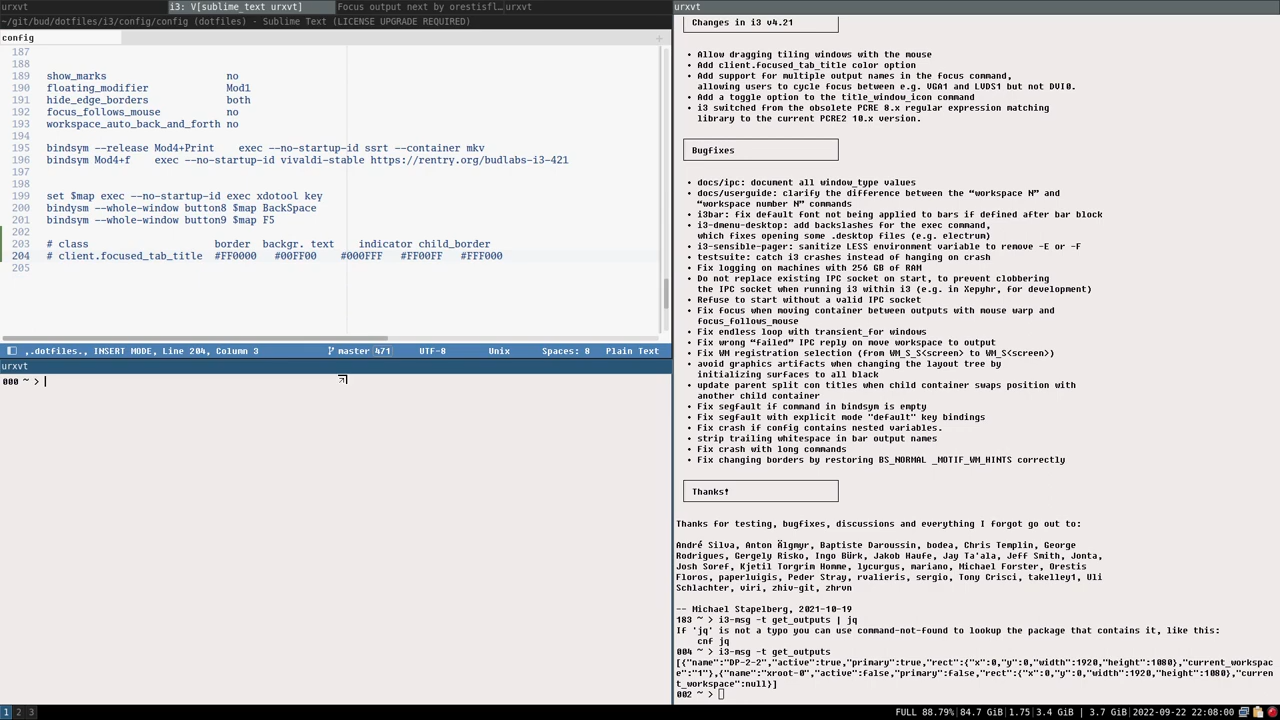 urxvt
i3: V[sublime_text urxvt]
Focus output next by orestisfl…
urxvt
~/git/bud/dotfiles/i3/config/config (dotfiles) - Sublime Text (LICENSE UPGRADE REQUIRED)
config
187
188
189 show_marks no
190 floating_modifier Mod1
191 hide_edge_borders both
192 focus_follows_mouse no
193 workspace_auto_back_and_forth no
194
195 bindsym --release Mod4+Print exec --no-startup-id ssrt --container mkv
196 bindsym Mod4+f exec --no-startup-id vivaldi-stable https://rentry.org/budlabs-i3-421
197
198
199 set $map exec --no-startup-id exec xdotool key
200 bindysm --whole-window button8 $map BackSpace
201 bindsym --whole-window button9 $map F5
202
203 # class border backgr. text indicator child_border
204 # client.focused_tab_title #FF0000 #00FF00 #000FFF #FF00FF #FFF000
205
,.dotfiles., INSERT MODE, Line 204, Column 3 master 471 UTF-8 Unix Spaces: 8 Plain Text
urxvt
000 ~ >
urxvt
Changes in i3 v4.21
• Allow dragging tiling windows with the mouse
• Add client.focused_tab_title color option
• Add support for multiple output names in the focus command,
allowing users to cycle focus between e.g. VGA1 and LVDS1 but not DVI0.
• Add a toggle option to the title_window_icon command
• i3 switched from the obsolete PCRE 8.x regular expression matching
library to the current PCRE2 10.x version.
Bugfixes
• docs/ipc: document all window_type values
• docs/userguide: clarify the difference between the “workspace N” and
“workspace number N” commands
• i3bar: fix default font not being applied to bars if defined after bar block
• i3-dmenu-desktop: add backslashes for the exec command,
which fixes opening some .desktop files (e.g. electrum)
• i3-sensible-pager: sanitize LESS environment variable to remove -E or -F
• testsuite: catch i3 crashes instead of hanging on crash
• Fix logging on machines with 256 GB of RAM
• Do not replace existing IPC socket on start, to prevent clobbering
the IPC socket when running i3 within i3 (e.g. in Xepyhr, for development)
• Refuse to start without a valid IPC socket
• Fix focus when moving container between outputs with mouse warp and
focus_follows_mouse
• Fix endless loop with transient_for windows
• Fix wrong “failed” IPC reply on move workspace to output
• Fix WM registration selection (from WM_S_S<screen> to WM_S<screen>)
• avoid graphics artifacts when changing the layout tree by
initializing surfaces to all black
• update parent split con titles when child container swaps position with
another child container
• Fix segfault if command in bindsym is empty
• Fix segfault with explicit mode "default" key bindings
• Fix crash if config contains nested variables.
• strip trailing whitespace in bar output names
• Fix crash with long commands
• Fix changing borders by restoring BS_NORMAL _MOTIF_WM_HINTS correctly
Thanks!
Thanks for testing, bugfixes, discussions and everything I forgot go out to:
André Silva, Anton Älgmyr, Baptiste Daroussin, bodea, Chris Templin, George
Rodrigues, Gergely Risko, Ingo Bürk, Jakob Haufe, Jay Ta'ala, Jeff Smith, Jonta,
Josh Soref, Kjetil Torgrim Homme, lycurgus, mariano, Michael Forster, Orestis
Floros, paperluigis, Peder Stray, rvalieris, sergio, Tony Crisci, takelley1, Uli
Schlachter, viri, zhiv-git, zhrvn
-- Michael Stapelberg, 2021-10-19
183 ~ > i3-msg -t get_outputs | jq
If 'jq' is not a typo you can use command-not-found to lookup the package that contains it, like this:
cnf jq
004 ~ > i3-msg -t get_outputs
[{"name":"DP-2-2","active":true,"primary":true,"rect":{"x":0,"y":0,"width":1920,"height":1080},"current_workspac
e":"1"},{"name":"xroot-0","active":false,"primary":false,"rect":{"x":0,"y":0,"width":1920,"height":1080},"curren
t_workspace":null}]
002 ~ >
1 2 3
FULL 88.79%|84.7 GiB|1.75|3.4 GiB | 3.7 GiB|2022-09-22 22:08:00